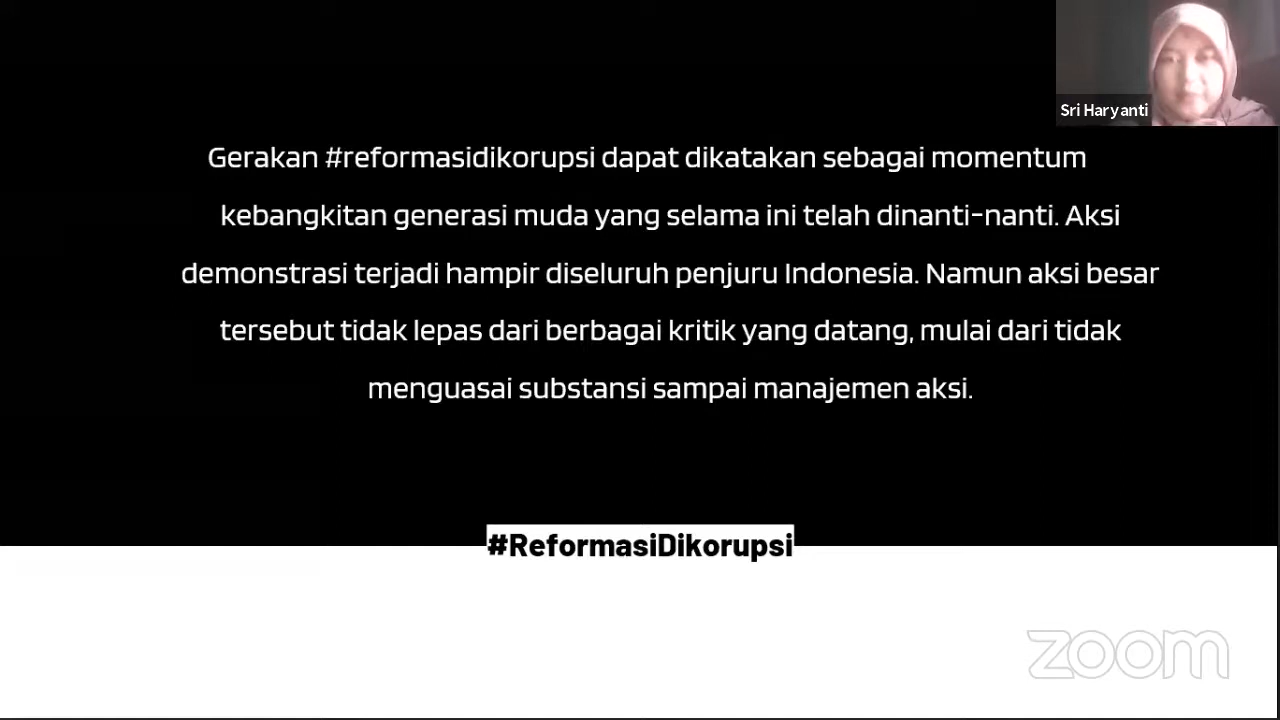 Sri Haryanti
Gerakan #reformasidikorupsi dapat dikatakan sebagai momentum
kebangkitan generasi muda yang selama ini telah dinanti-nanti. Aksi
demonstrasi terjadi hampir diseluruh penjuru Indonesia. Namun aksi besar
tersebut tidak lepas dari berbagai kritik yang datang, mulai dari tidak
menguasai substansi sampai manajemen aksi.
#ReformasiDikorupsi
zoom